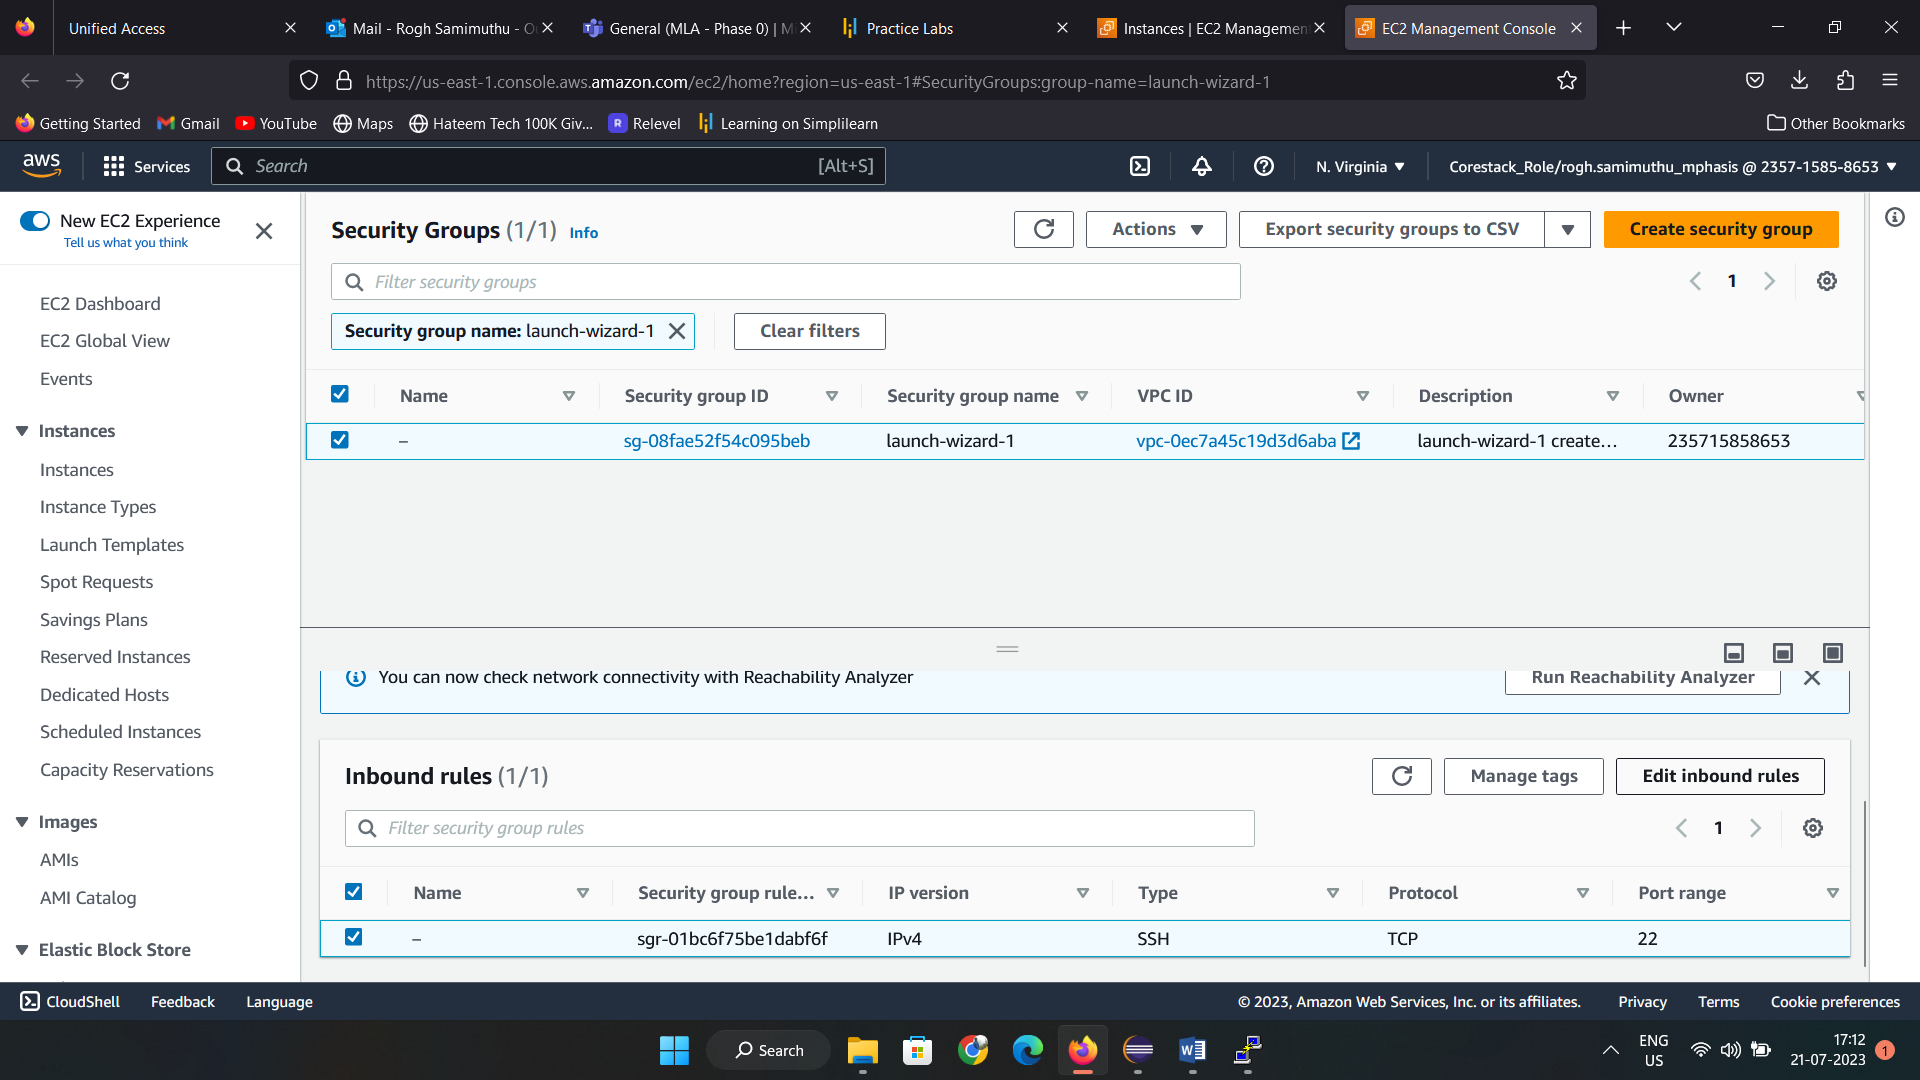 Unified Access
Mail - Rogh Samimuthu - O
General (MLA - Phase 0) | M
Practice Labs
Instances | EC2 Managemen
EC2 Management Console
https://us-east-1.console.aws.amazon.com/ec2/home?region=us-east-1#SecurityGroups:group-name=launch-wizard-1
Getting Started
Gmail
YouTube
Maps
Hateem Tech 100K Giv...
R
Relevel
Learning on Simplilearn
Other Bookmarks
aws
Services
Search
[Alt+S]
N. Virginia
Corestack_Role/rogh.samimuthu_mphasis @ 2357-1585-8653
New EC2 Experience
Tell us what you think
EC2 Dashboard
EC2 Global View
Events
Instances
Instances
Instance Types
Launch Templates
Spot Requests
Savings Plans
Reserved Instances
Dedicated Hosts
Scheduled Instances
Capacity Reservations
Images
AMIs
AMI Catalog
Elastic Block Store
Security Groups (1/1) Info
Actions
Export security groups to CSV
Create security group
Filter security groups
1
Security group name: launch-wizard-1
Clear filters
Name Security group ID Security group name VPC ID Description Owner
– sg-08fae52f54c095beb launch-wizard-1 vpc-0ec7a45c19d3d6aba launch-wizard-1 create... 235715858653
You can now check network connectivity with Reachability Analyzer
Run Reachability Analyzer
Inbound rules (1/1)
Manage tags
Edit inbound rules
Filter security group rules
1
Name Security group rule... IP version Type Protocol Port range
– sgr-01bc6f75be1dabf6f IPv4 SSH TCP 22
CloudShell
Feedback
Language
© 2023, Amazon Web Services, Inc. or its affiliates.
Privacy
Terms
Cookie preferences
Search
ENG
US
17:12
21-07-2023
1